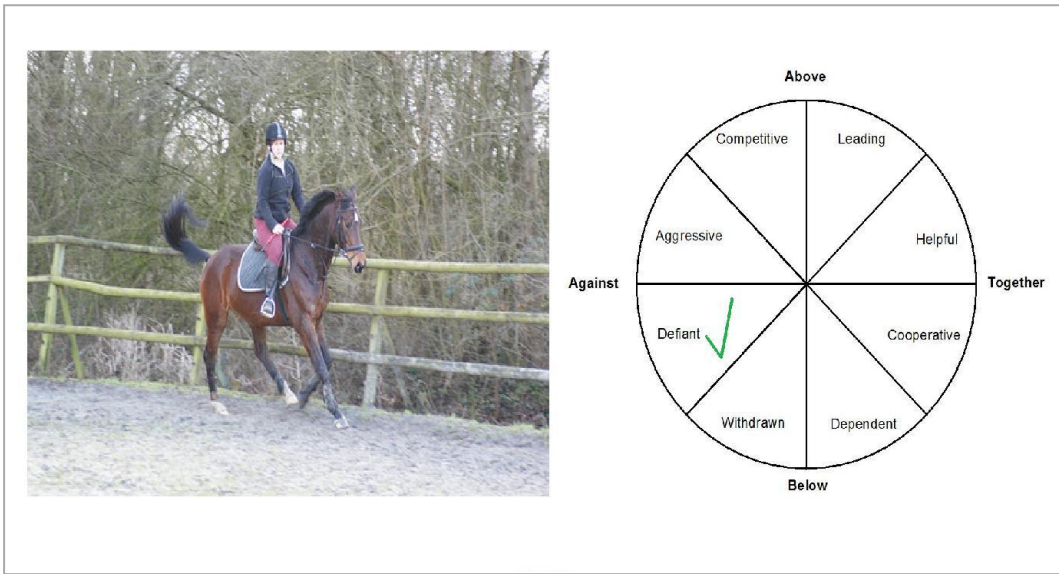 Above
Competitive Leading
Aggressive Helpful
Against Together
Defiant Cooperative
Withdrawn Dependent
Below